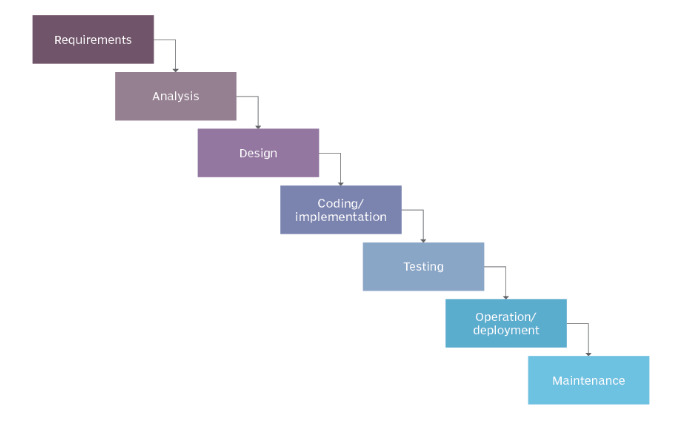 Requirements
Analysis
Design
Coding/
implementation
Testing
Operation/
deployment
Maintenance